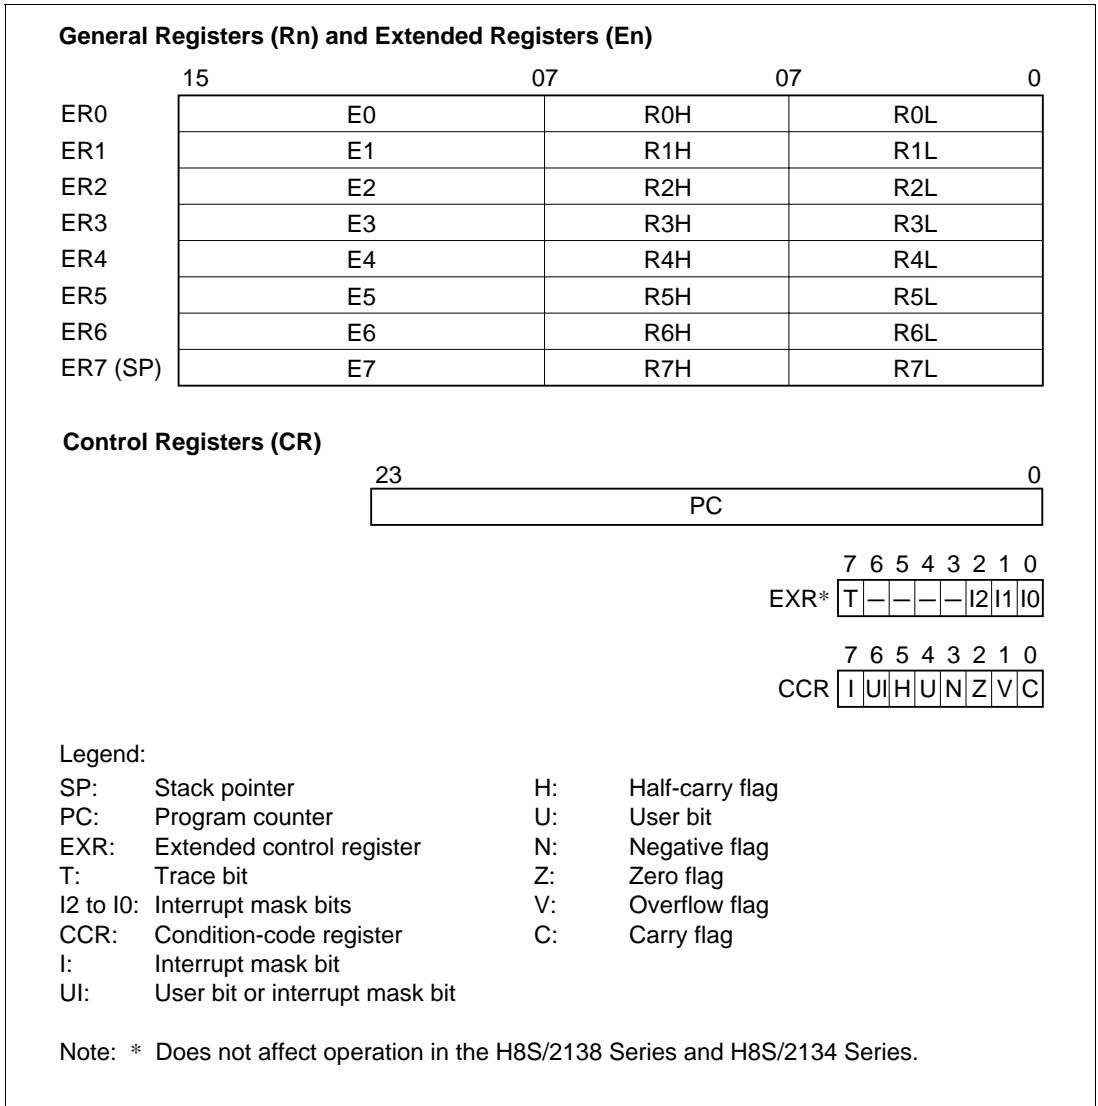 General Registers (Rn) and Extended Registers (En)
15 07 07 0
ER0 E0 R0H R0L
ER1 E1 R1H R1L
ER2 E2 R2H R2L
ER3 E3 R3H R3L
ER4 E4 R4H R4L
ER5 E5 R5H R5L
ER6 E6 R6H R6L
ER7 (SP) E7 R7H R7L
Control Registers (CR)
23 0
PC
7 6 5 4 3 2 1 0
EXR* T — — — — I2 I1 I0
7 6 5 4 3 2 1 0
CCR I UI H U N Z V C
Legend:
SP: Stack pointer H: Half-carry flag
PC: Program counter U: User bit
EXR: Extended control register N: Negative flag
T: Trace bit Z: Zero flag
I2 to I0: Interrupt mask bits V: Overflow flag
CCR: Condition-code register C: Carry flag
I: Interrupt mask bit
UI: User bit or interrupt mask bit
Note: * Does not affect operation in the H8S/2138 Series and H8S/2134 Series.